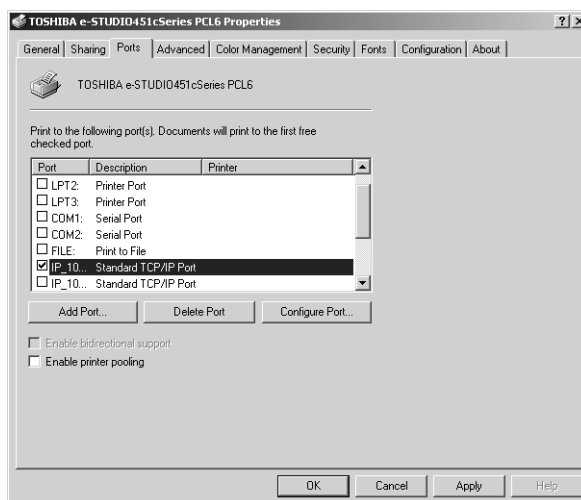 TOSHIBA e-STUDIO451cSeries PCL6 Properties
General Sharing Ports Advanced Color Management Security Fonts Configuration About
TOSHIBA e-STUDIO451cSeries PCL6
Print to the following port(s). Documents will print to the first free
checked port.
Port Description Printer
LPT2: Printer Port
LPT3: Printer Port
COM1: Serial Port
COM2: Serial Port
FILE: Print to File
IP_10... Standard TCP/IP Port
IP_10... Standard TCP/IP Port
Add Port... Delete Port Configure Port...
Enable bidirectional support
Enable printer pooling
OK Cancel Apply Help